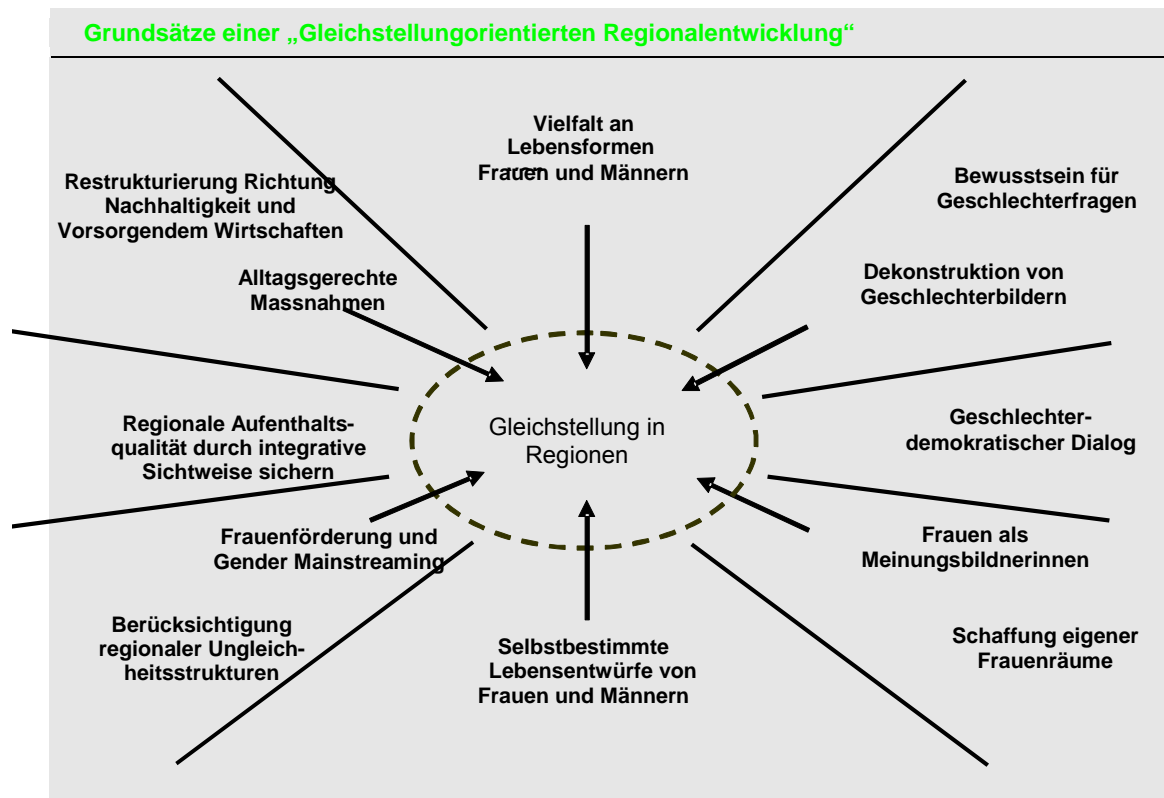 Grundsätze einer „Gleichstellungorientierten Regionalentwicklung“
Vielfalt an
Lebensformen
Frauen und Männern
Restrukturierung Richtung
Nachhaltigkeit und
Vorsorgendem Wirtschaften
Bewusstsein für
Geschlechterfragen
Alltagsgerechte
Massnahmen
Dekonstruktion von
Geschlechterbildern
Regionale Aufenthalts-
qualität durch integrative
Sichtweise sichern
Gleichstellung in
Regionen
Geschlechter-
demokratischer Dialog
Frauenförderung und
Gender Mainstreaming
Frauen als
Meinungsbildnerinnen
Berücksichtigung
regionaler Ungleich-
heitsstrukturen
Selbstbestimmte
Lebensentwürfe von
Frauen und Männern
Schaffung eigener
Frauenräume